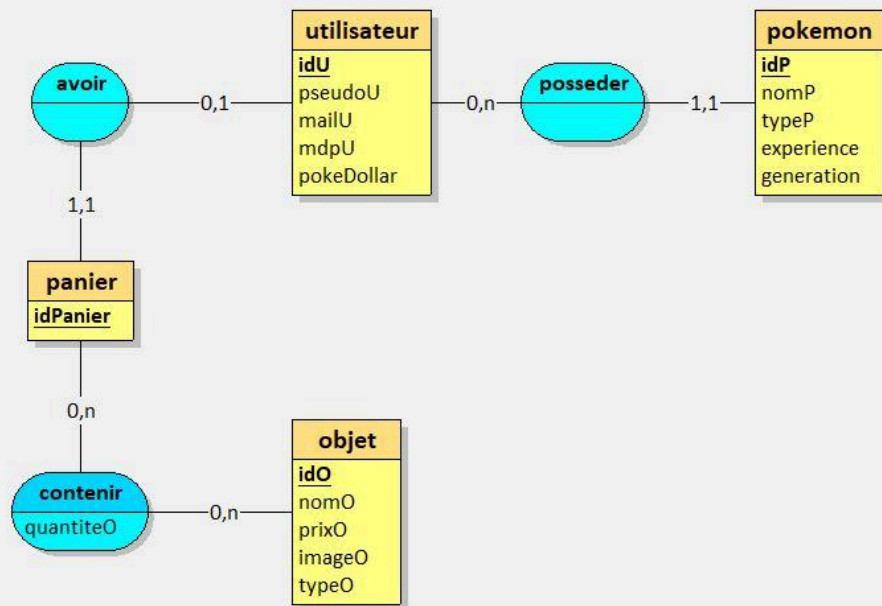 utilisateur
idU
pseudoU
mailU
mdpU
pokeDollar
pokemon
idP
nomP
typeP
experience
generation
avoir
0,1
0,n
posseder
1,1
1,1
panier
idPanier
0,n
contenir
quantiteO
0,n
objet
idO
nomO
prixO
imageO
typeO